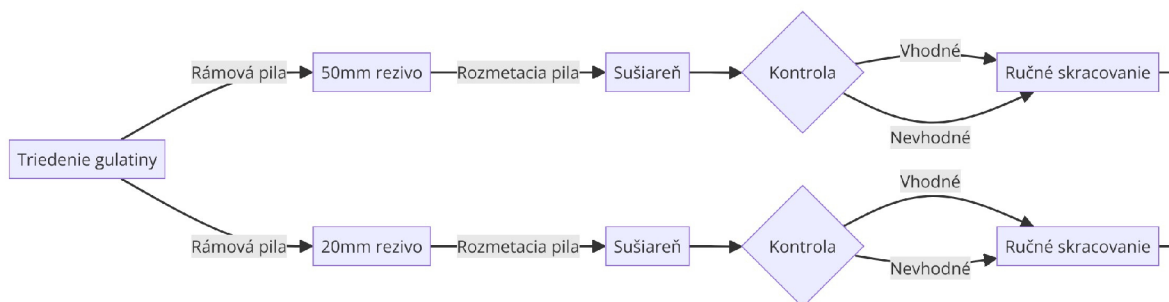 Vhodné
Rámová pila
50mm rezivo
Rozmetacia pila
Sušiareň
Kontrola
Ručné skracovanie
Nevhodné
Triedenie gulatiny
Vhodné
Rámová pila
20mm rezivo
Rozmetacia pila
Sušiareň
Kontrola
Ručné skracovanie
Nevhodné